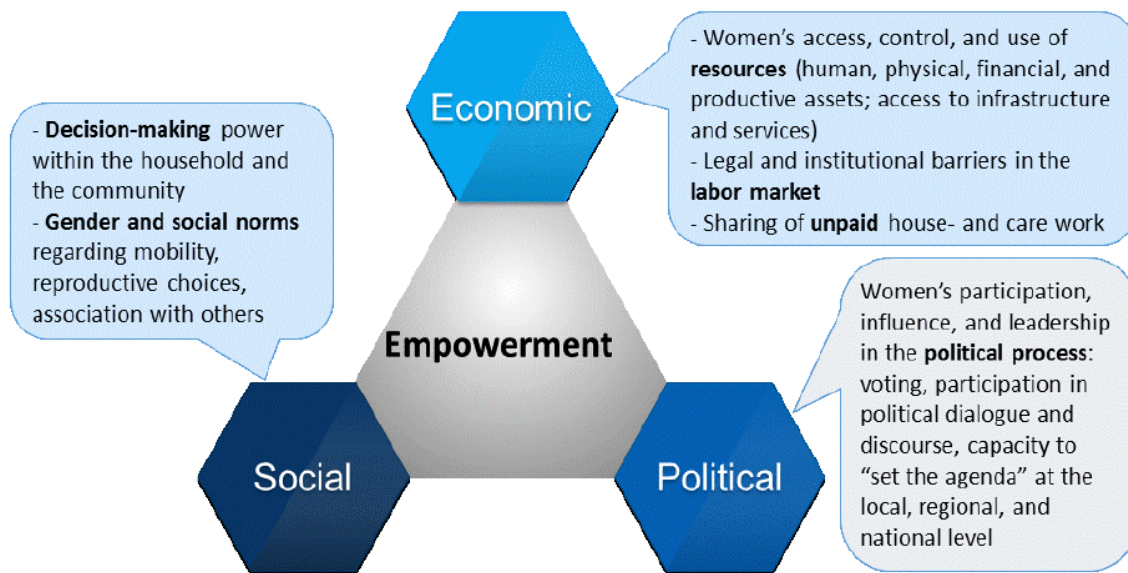 Economic
- Women’s access, control, and use of
resources (human, physical, financial, and
productive assets; access to infrastructure
and services)
- Legal and institutional barriers in the
labor market
- Sharing of unpaid house- and care work
- Decision-making power
within the household and
the community
- Gender and social norms
regarding mobility,
reproductive choices,
association with others
Empowerment
Women’s participation,
influence, and leadership
in the political process:
voting, participation in
political dialogue and
discourse, capacity to
“set the agenda” at the
local, regional, and
national level
Social
Political